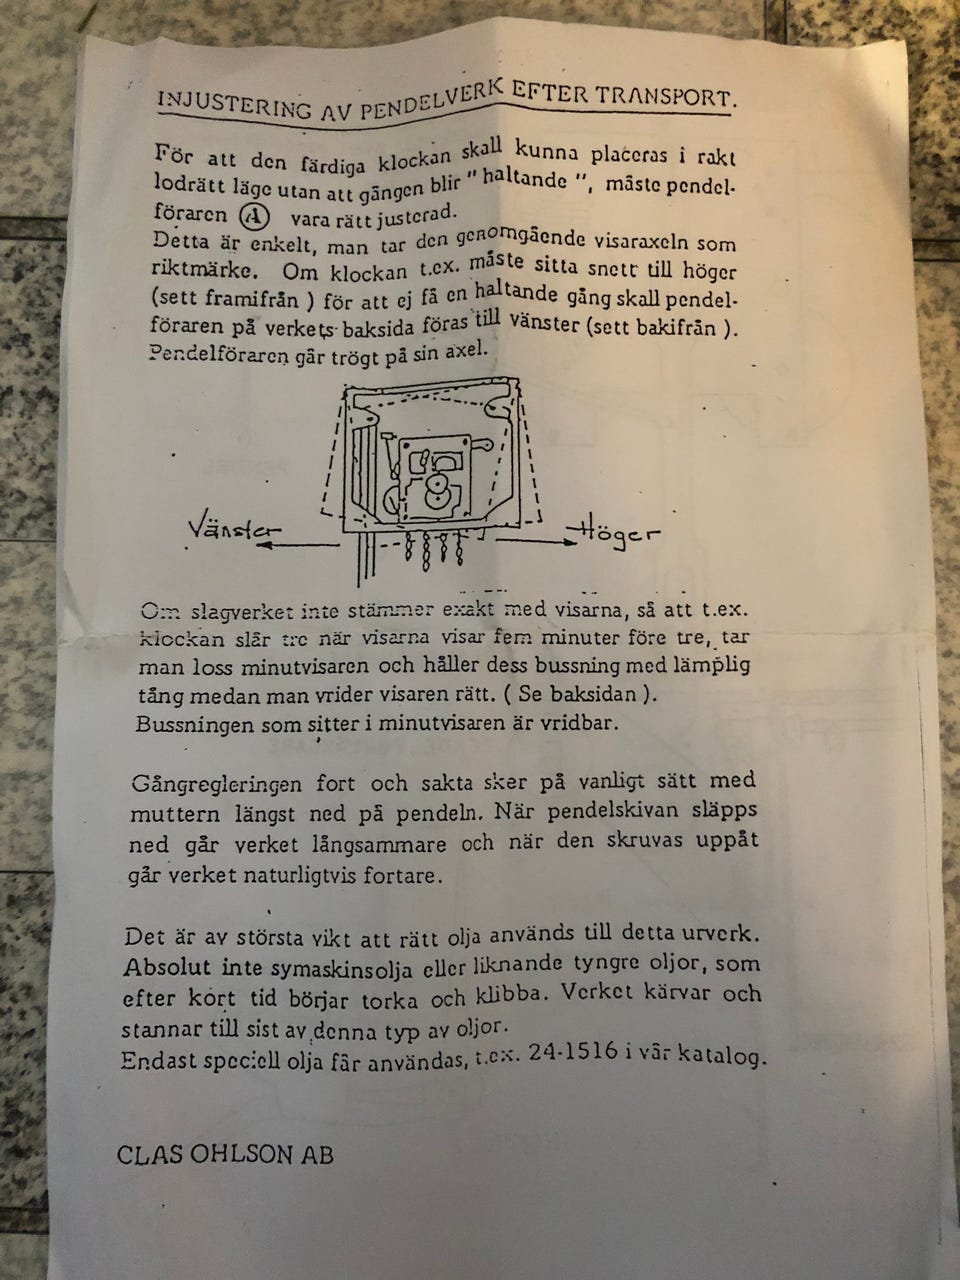 INJUSTERING AV PENDELVERK EFTER TRANSPORT.
För att den färdiga klockan skall kunna placeras i rakt
lodrätt läge utan att gången blir " haltande ", måste pendel-
föraren Ⓐ vara rätt justerad.
Detta är enkelt, man tar den genomgående visaraxeln som
riktmärke. Om klockan t.ex. måste sitta snett till höger
(sett framifrån ) för att ej få en haltande gång skall pendel-
föraren på verkets baksida föras till vänster (sett bakifrån ).
Pendelföraren går trögt på sin axel.
Vänster
Höger
Om slagverket inte stämmer exakt med visarna, så att t.ex.
klockan slår tre när visarna visar fem minuter före tre, tar
man loss minutvisaren och håller dess bussning med lämplig
tång medan man vrider visaren rätt. ( Se baksidan ).
Bussningen som sitter i minutvisaren är vridbar.
Gångregleringen fort och sakta sker på vanligt sätt med
muttern längst ned på pendeln. När pendelskivan släpps
ned går verket långsammare och när den skruvas uppåt
går verket naturligtvis fortare.
Det är av största vikt att rätt olja används till detta urverk.
Absolut inte symaskinsolja eller liknande tyngre oljor, som
efter kort tid börjar torka och klibba. Verket kärvar och
stannar till sist av denna typ av oljor.
Endast speciell olja får användas, t.ex. 24-1516 i vår katalog.
CLAS OHLSON AB